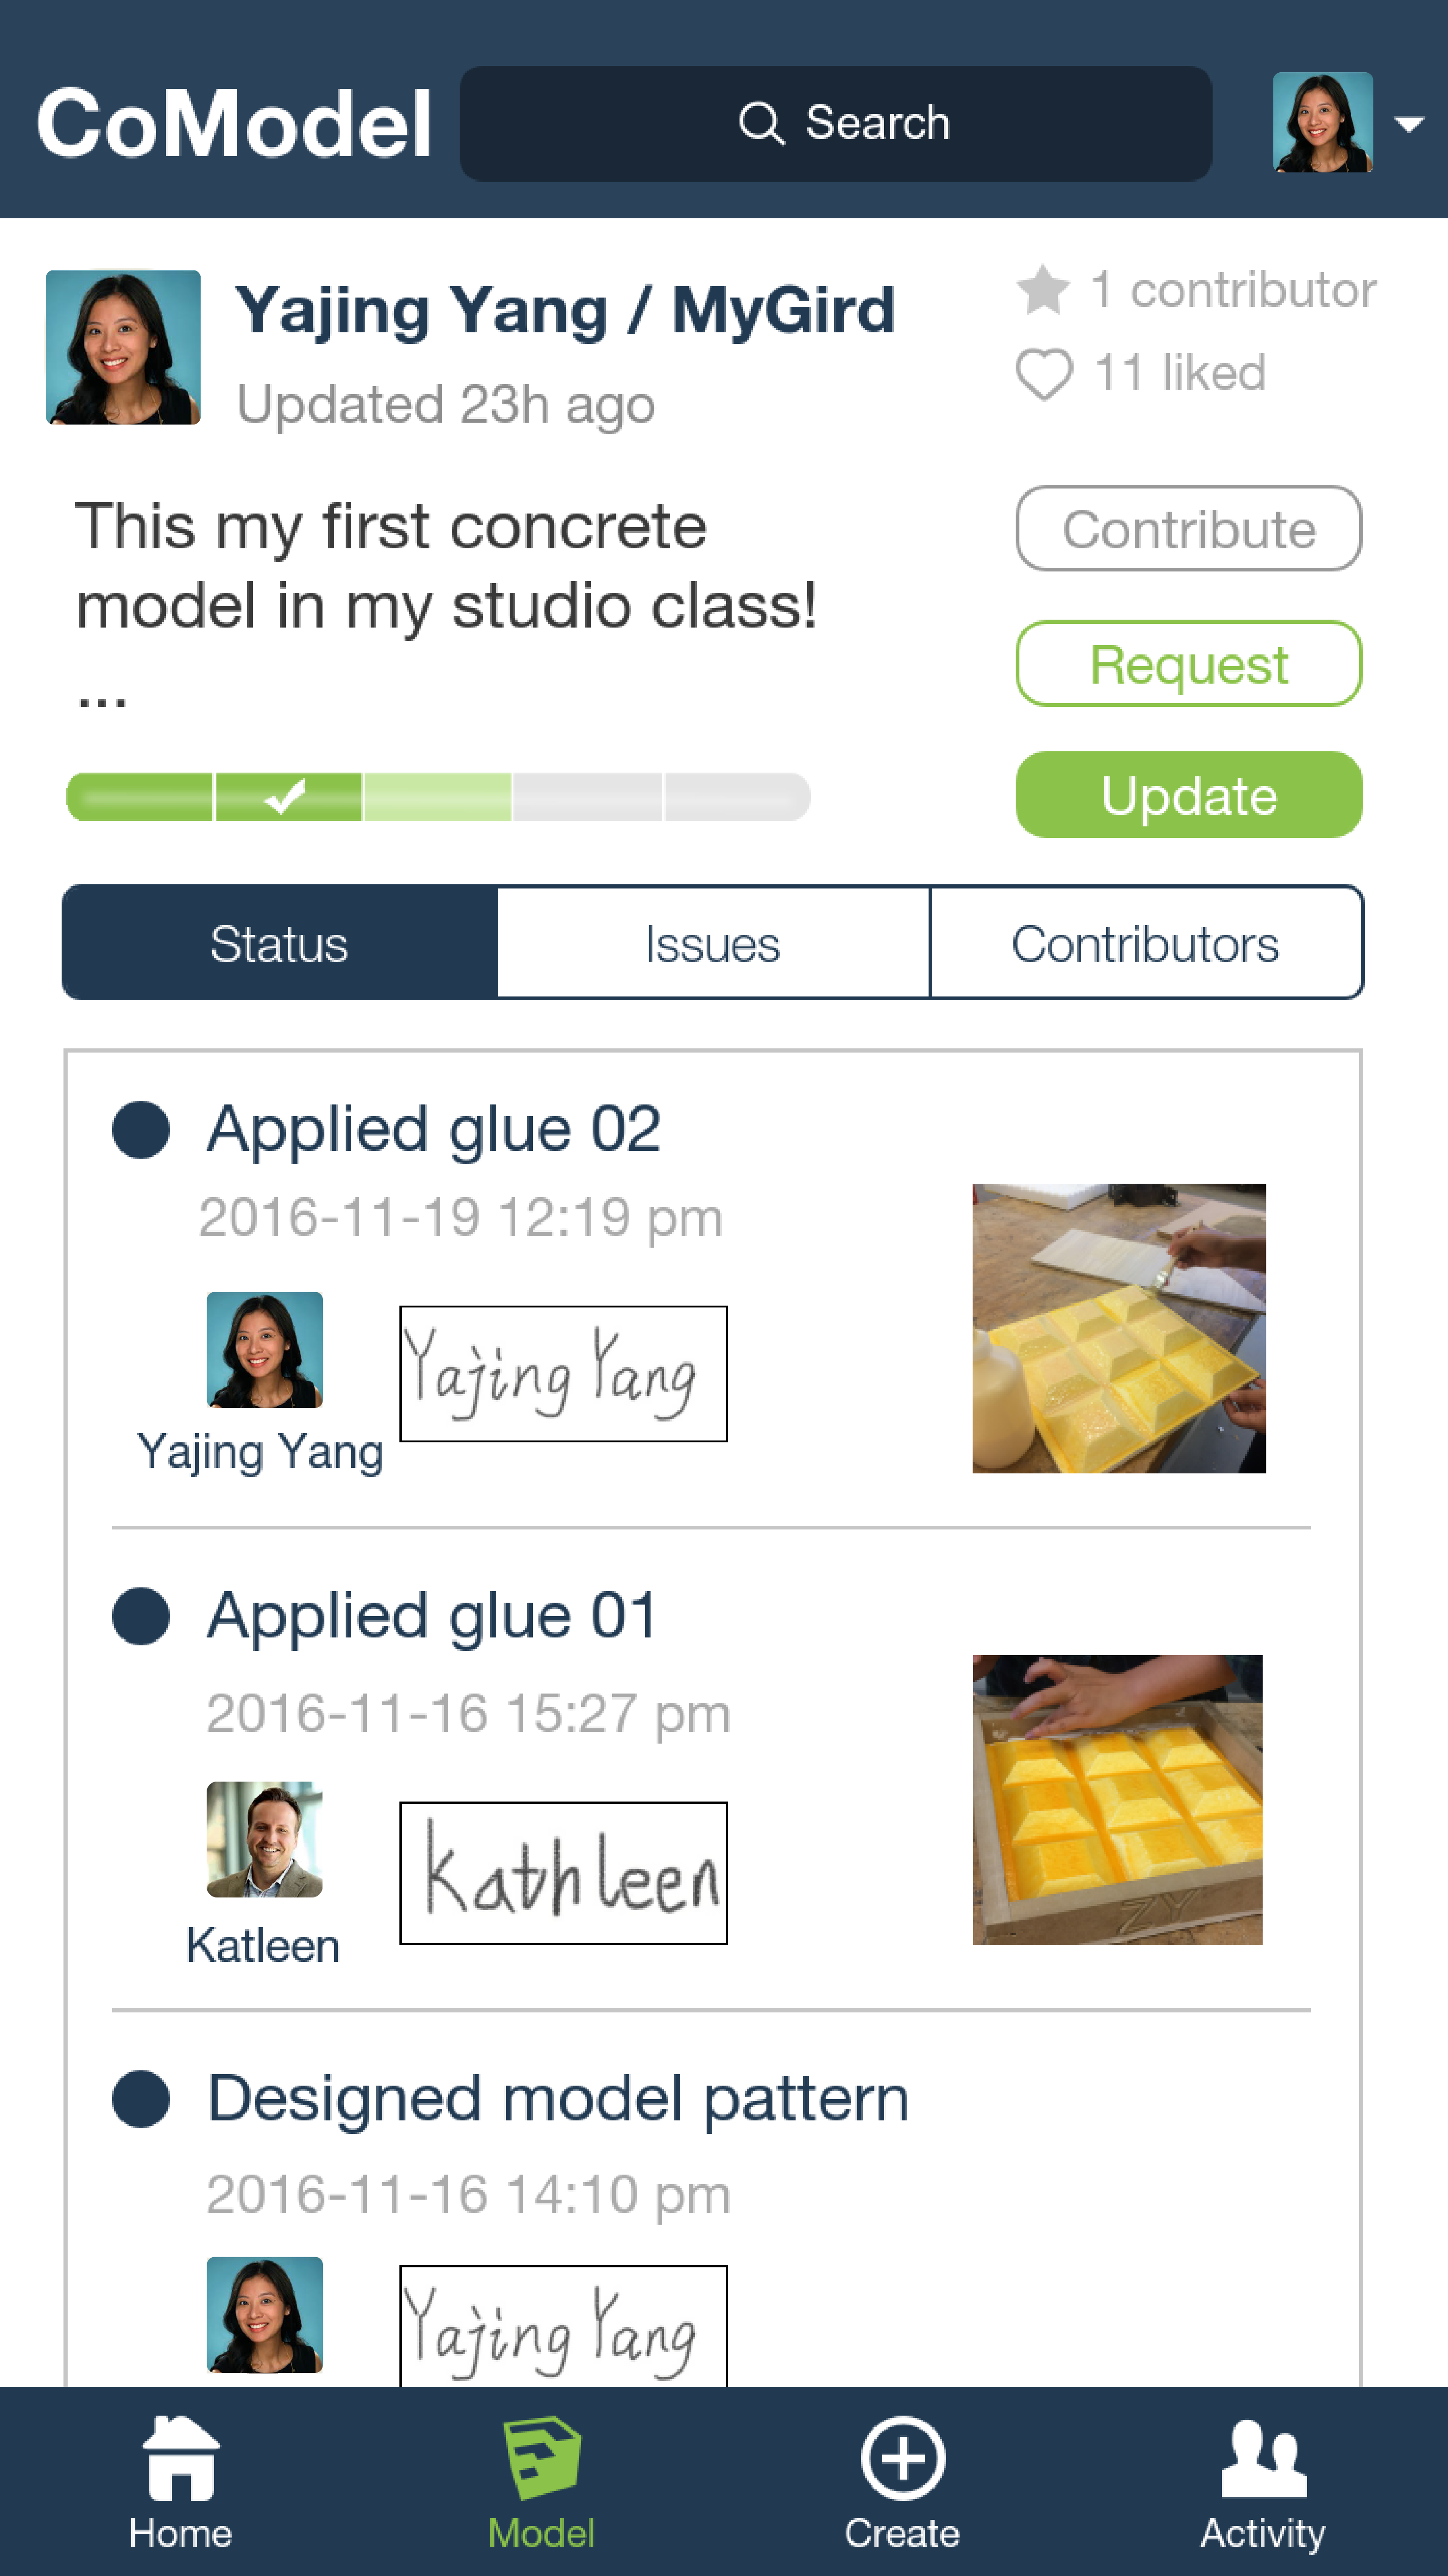 CoModel
Search
Yajing Yang / MyGird
Updated 23h ago
1 contributor
11 liked
This my first concrete
model in my studio class!
...
Contribute
Request
Update
Status
Issues
Contributors
Applied glue 02
2016-11-19 12:19 pm
Yajing Yang
Yajing Yang
Applied glue 01
2016-11-16 15:27 pm
Kathleen
Katleen
ZY
Designed model pattern
2016-11-16 14:10 pm
Yajing Yang
Home
Model
Create
Activity